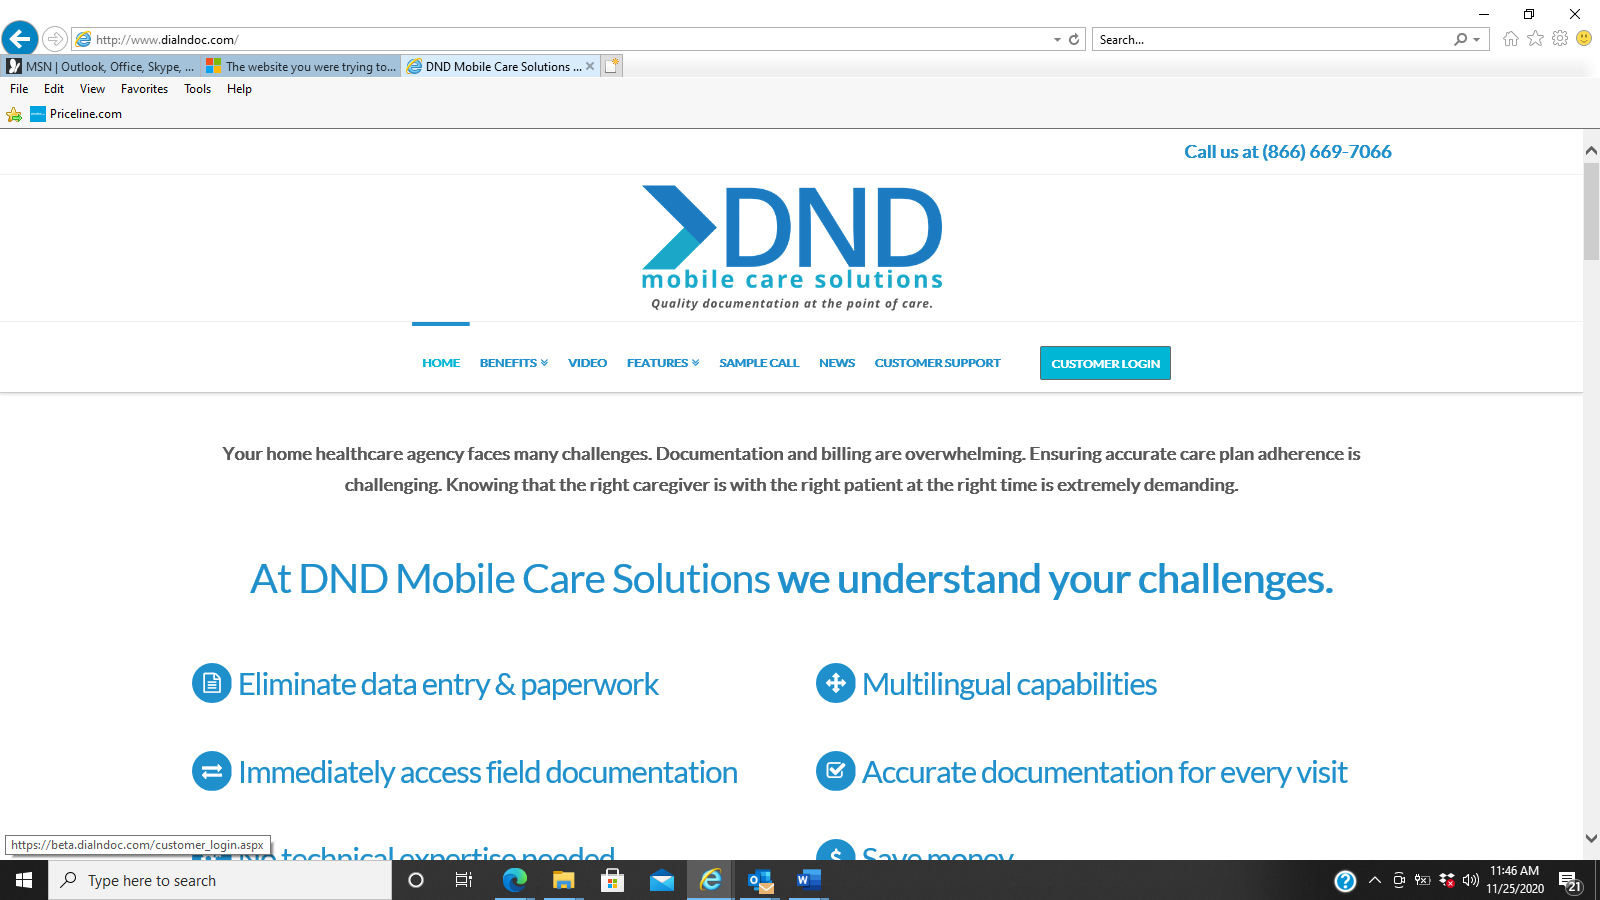 http://www.dialndoc.com/
Search...
MSN | Outlook, Office, Skype, ...
The website you were trying to...
DND Mobile Care Solutions ...
File Edit View Favorites Tools Help
Priceline.com
Call us at (866) 669-7066
DND
mobile care solutions
Quality documentation at the point of care.
HOME BENEFITS VIDEO FEATURES SAMPLE CALL NEWS CUSTOMER SUPPORT CUSTOMER LOGIN
Your home healthcare agency faces many challenges. Documentation and billing are overwhelming. Ensuring accurate care plan adherence is
challenging. Knowing that the right caregiver is with the right patient at the right time is extremely demanding.
At DND Mobile Care Solutions we understand your challenges.
Eliminate data entry & paperwork
Multilingual capabilities
Immediately access field documentation
Accurate documentation for every visit
No technical expertise needed
Save money
https://beta.dialndoc.com/customer_login.aspx
Type here to search
11:46 AM
11/25/2020
21